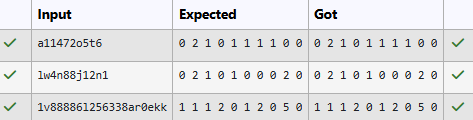 Input Expected Got
a11472o5t6 0 2 1 0 1 1 1 1 0 0 0 2 1 0 1 1 1 1 0 0
lw4n88j12n1 0 2 1 0 1 0 0 0 2 0 0 2 1 0 1 0 0 0 2 0
1v88886l256338ar0ekk 1 1 1 2 0 1 2 0 5 0 1 1 1 2 0 1 2 0 5 0